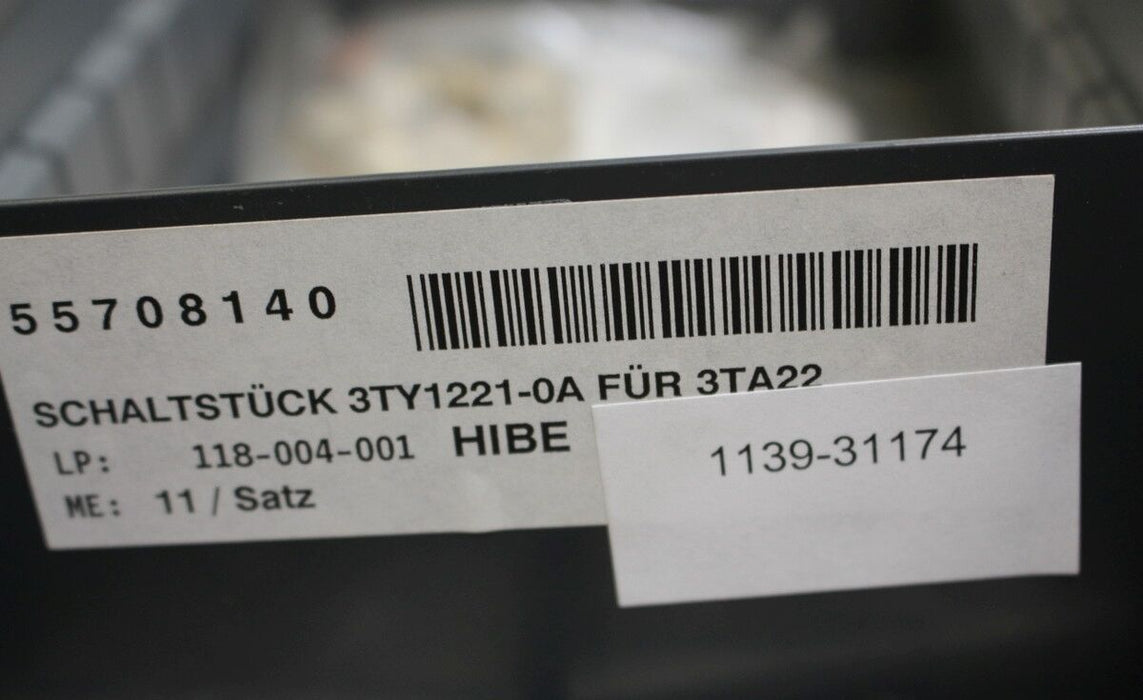 55708140
SCHALTSTÜCK 3TY1221-0A FÜR 3TA22
LP: 118-004-001 HIBE
ME: 11 / Satz
1139-31174